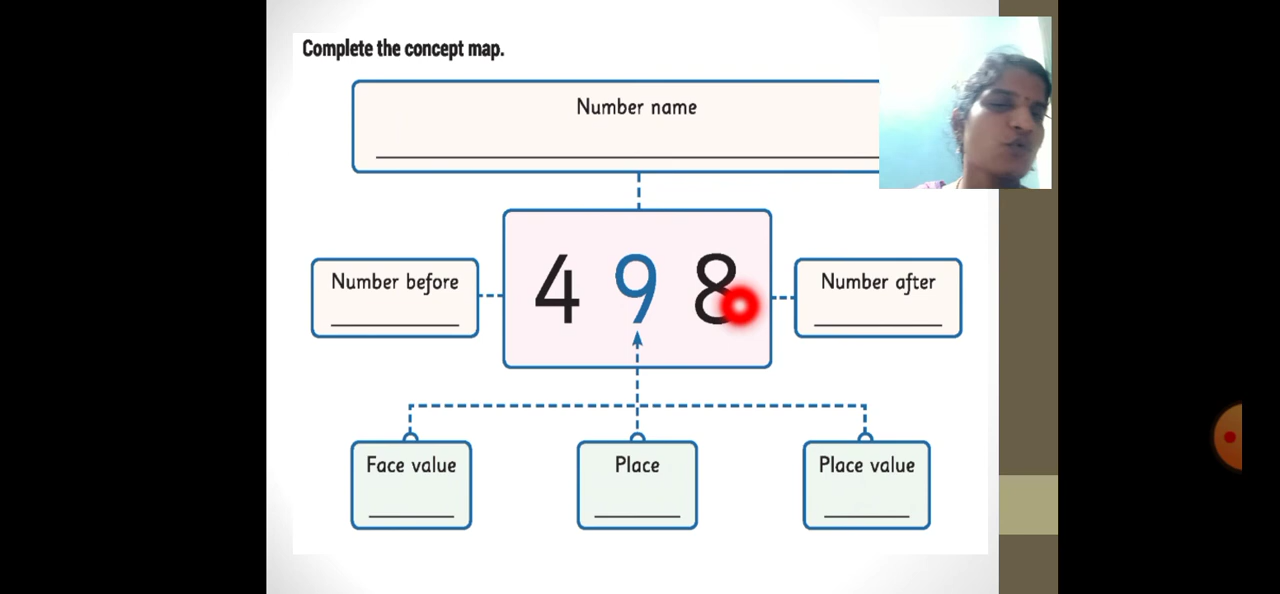 Complete the concept map.
Number name
Number before
4 9 8
Number after
Face value
Place
Place value